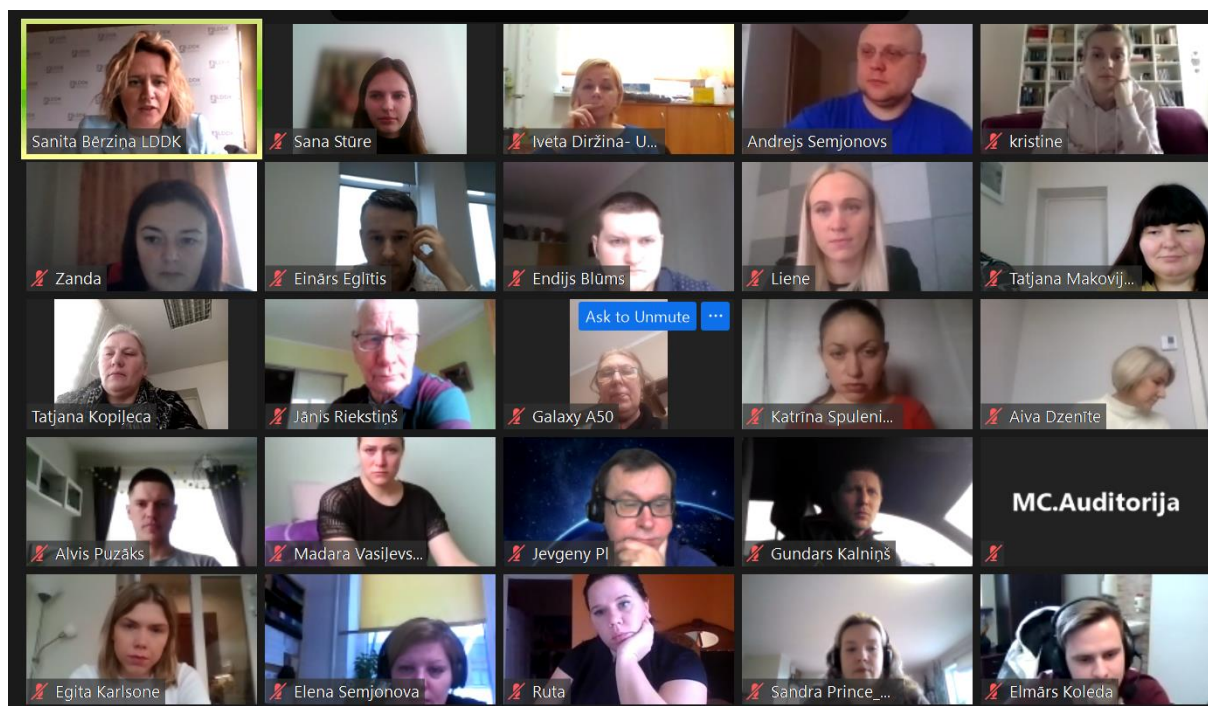 Sanita Bērziņa LDDK
Sana Stūre
Iveta Diržina- U...
Andrejs Semjonovs
kristine
Zanda
Einārs Eglītis
Endijs Blūms
Liene
Tatjana Makovij...
Tatjana Kopiļeca
Jānis Riekstiņš
Ask to Unmute ...
Galaxy A50
Katrīna Spuleni...
Aiva Dzenīte
Alvis Puzāks
Madara Vasiļevs...
Jevgeny Pl
Gundars Kalniņš
MC.Auditorija
Egita Karlsone
Elena Semjonova
Ruta
Sandra Prince_...
Elmārs Koleda